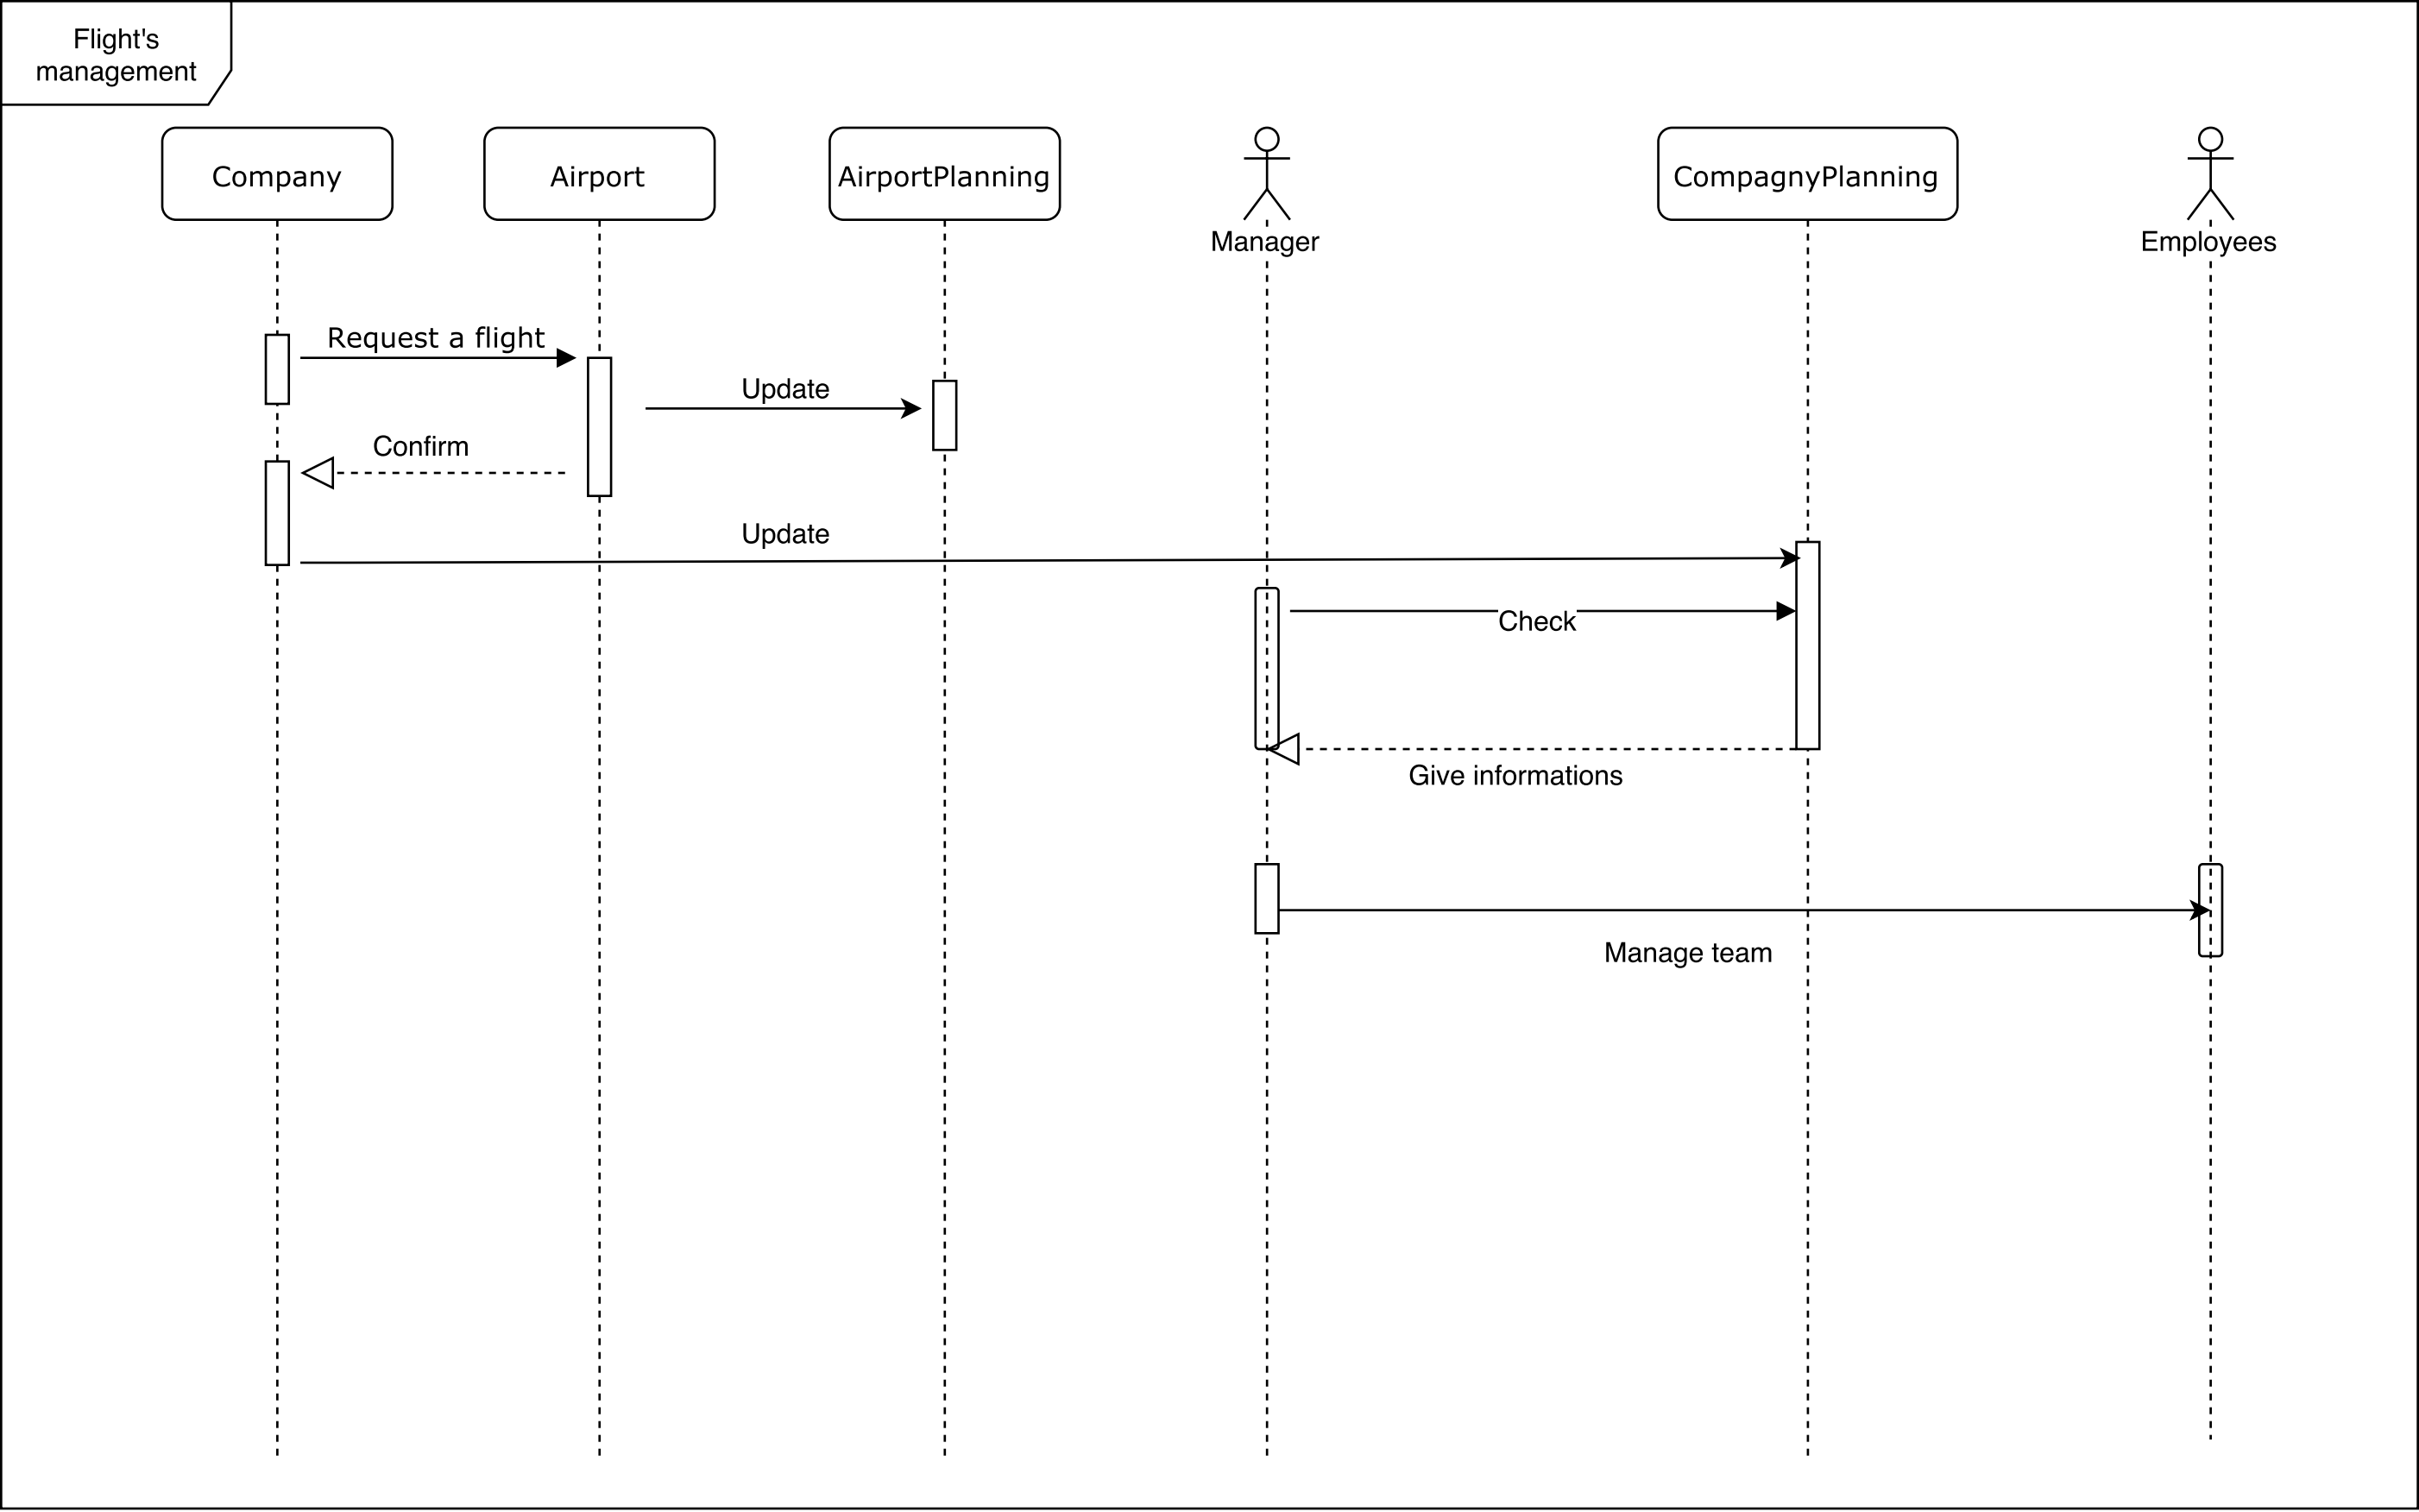 Flight's
management
Company
Airport
AirportPlanning
Manager
CompagnyPlanning
Employees
Request a flight
Update
Confirm
Update
Check
Give informations
Manage team